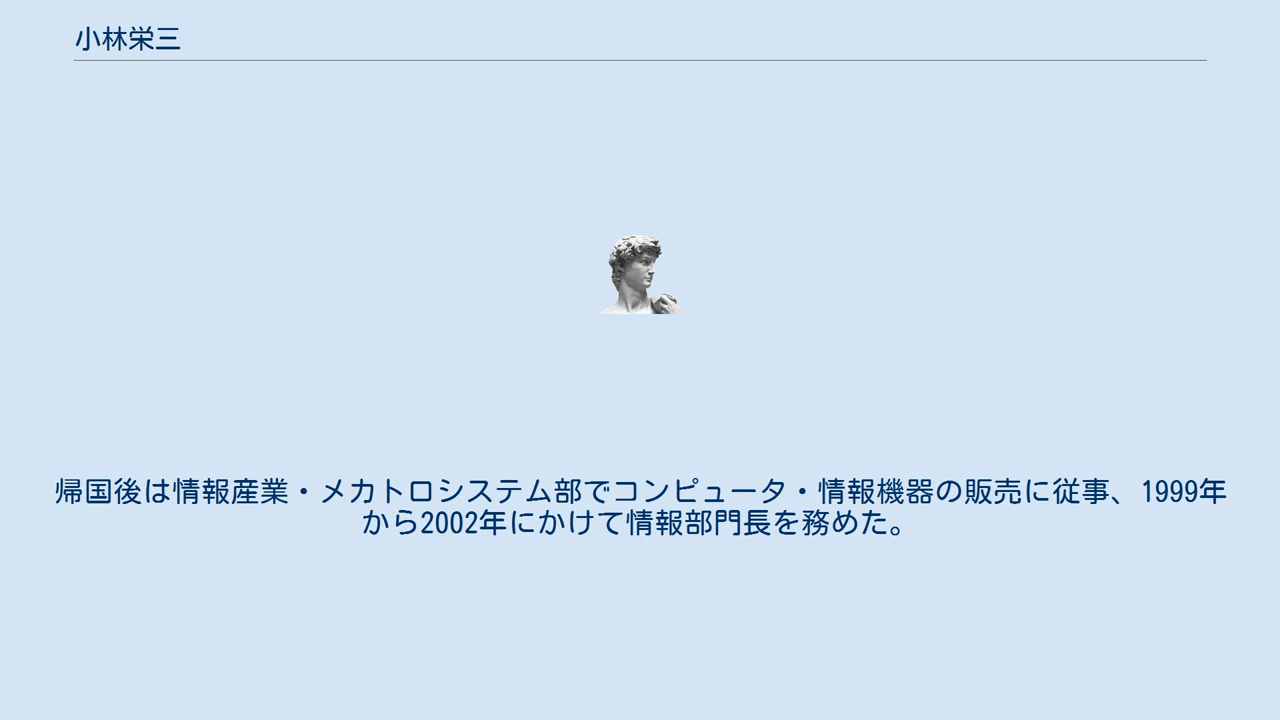 小林栄三
帰国後は情報産業・メカトロシステム部でコンピュータ・情報機器の販売に従事、1999年
から2002年にかけて情報部門長を務めた。